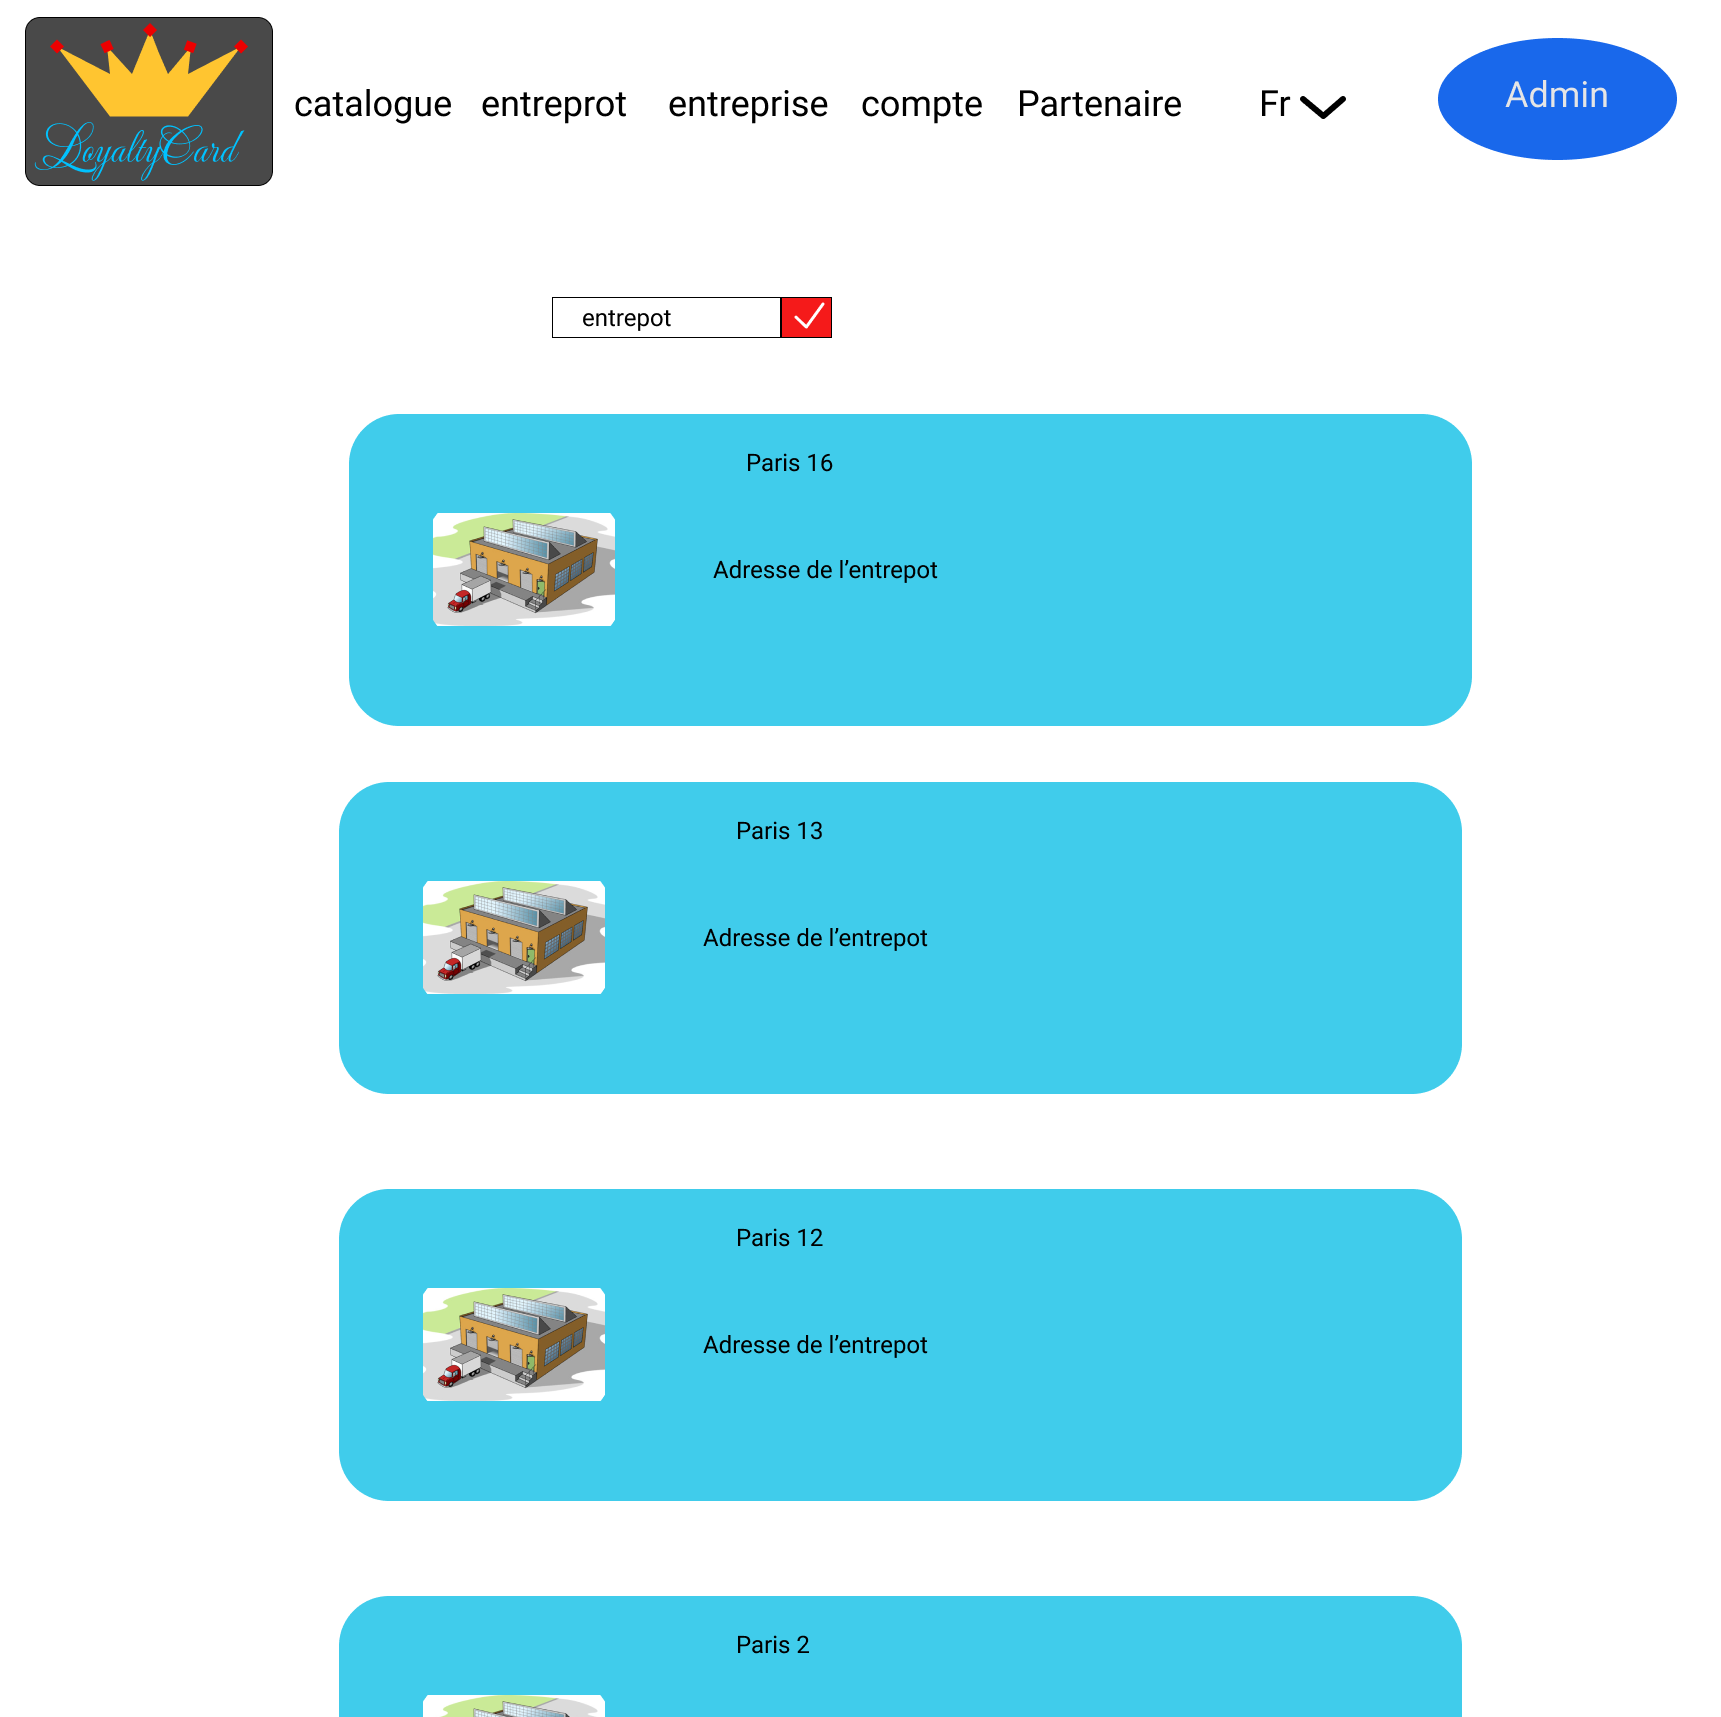 LoyaltyCard
catalogue entreprot entreprise compte Partenaire Fr Admin
entrepot
Paris 16
Adresse de l’entrepot
Paris 13
Adresse de l’entrepot
Paris 12
Adresse de l’entrepot
Paris 2